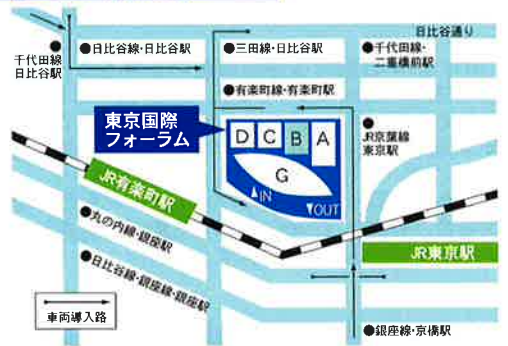 日比谷通り
千代田線
日比谷駅
●日比谷線・日比谷駅
●三田線・日比谷駅
●千代田線・
二重橋前駅
●有楽町線・有楽町駅
東京国際
フォーラム
D C B A
G
▲IN
▼OUT
●JR京葉線
東京駅
JR有楽町駅
●丸の内線・銀座駅
●日比谷線・銀座線・銀座駅
JR東京駅
車両導入路
●銀座線・京橋駅